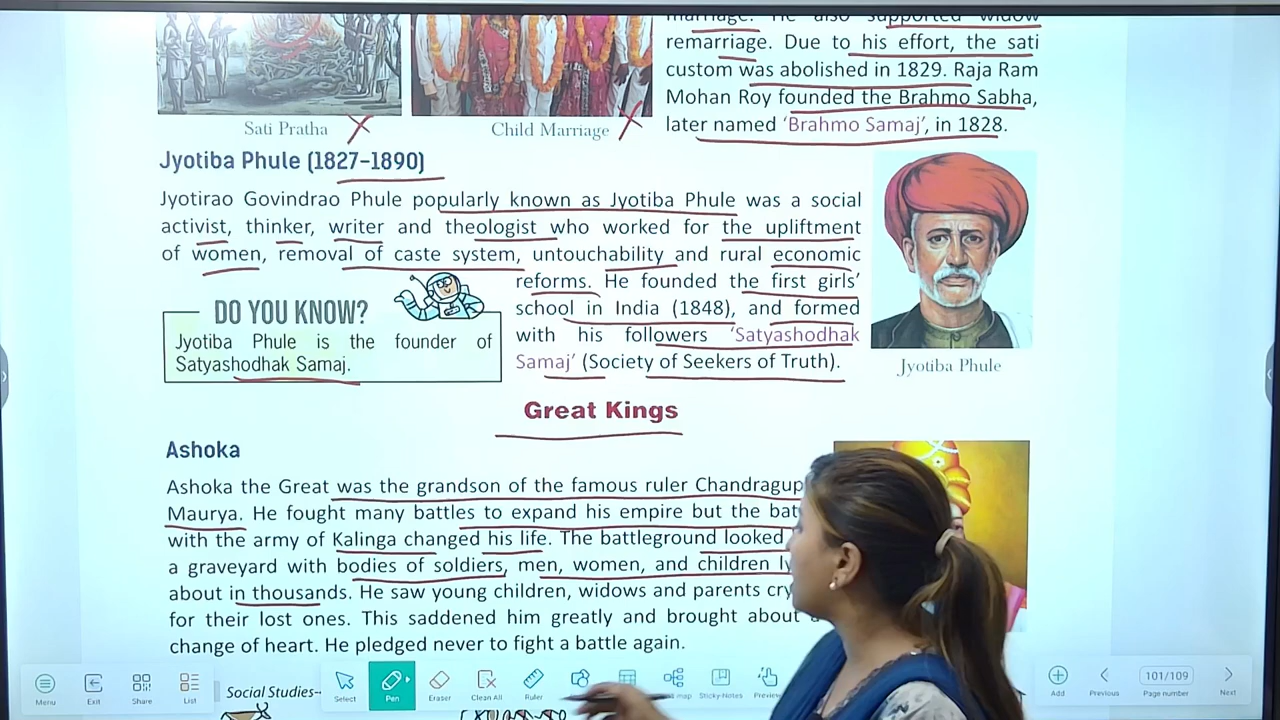 marriage. He also supported widow
remarriage. Due to his effort, the sati
custom was abolished in 1829. Raja Ram
Mohan Roy founded the Brahmo Sabha,
later named ‘Brahmo Samaj’, in 1828.
Sati Pratha
Child Marriage
Jyotiba Phule (1827–1890)
Jyotirao Govindrao Phule popularly known as Jyotiba Phule was a social
activist, thinker, writer and theologist who worked for the upliftment
of women, removal of caste system, untouchability and rural economic
reforms. He founded the first girls’
school in India (1848), and formed
with his followers ‘Satyashodhak
Samaj’ (Society of Seekers of Truth).
DO YOU KNOW?
Jyotiba Phule is the founder of
Satyashodhak Samaj.
Jyotiba Phule
Great Kings
Ashoka
Ashoka the Great was the grandson of the famous ruler Chandragup
Maurya. He fought many battles to expand his empire but the bat
with the army of Kalinga changed his life. The battleground looked
a graveyard with bodies of soldiers, men, women, and children ly
about in thousands. He saw young children, widows and parents cry
for their lost ones. This saddened him greatly and brought about a
change of heart. He pledged never to fight a battle again.
Menu Exit Share List Select Pen Eraser Clean All Ruler map Sticky-Notes Preview Add Previous 101/109 Page number Next
Social Studies-